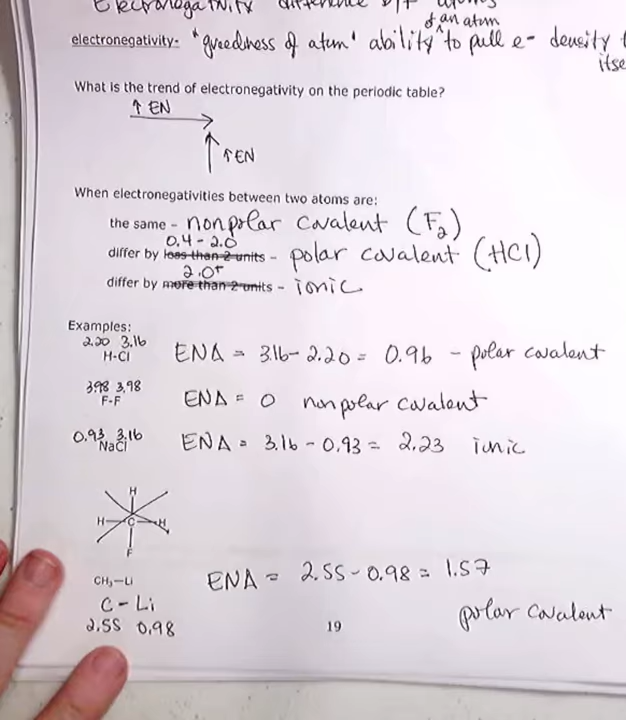 Electronegativity difference b/t atoms
of an atom
electronegativity- "greediness of atom" ability ^ to pull e- density t
itse
What is the trend of electronegativity on the periodic table?
↑ EN
↑ EN
When electronegativities between two atoms are:
the same - nonpolar covalent (F2)
0.4 - 2.0
differ by less than 2 units - polar covalent (HCl)
2.0+
differ by more than 2 units - ionic
Examples:
2.20 3.16
H-Cl ENΔ = 3.16 - 2.20 = 0.96 - polar covalent
3.98 3.98
F-F ENΔ = 0 nonpolar covalent
0.93 3.16
NaCl ENΔ = 3.16 - 0.93 = 2.23 ionic
H
H-C-H
F
CH3-Li ENΔ = 2.55 - 0.98 = 1.57
C - Li polar covalent
2.55 0.98
19